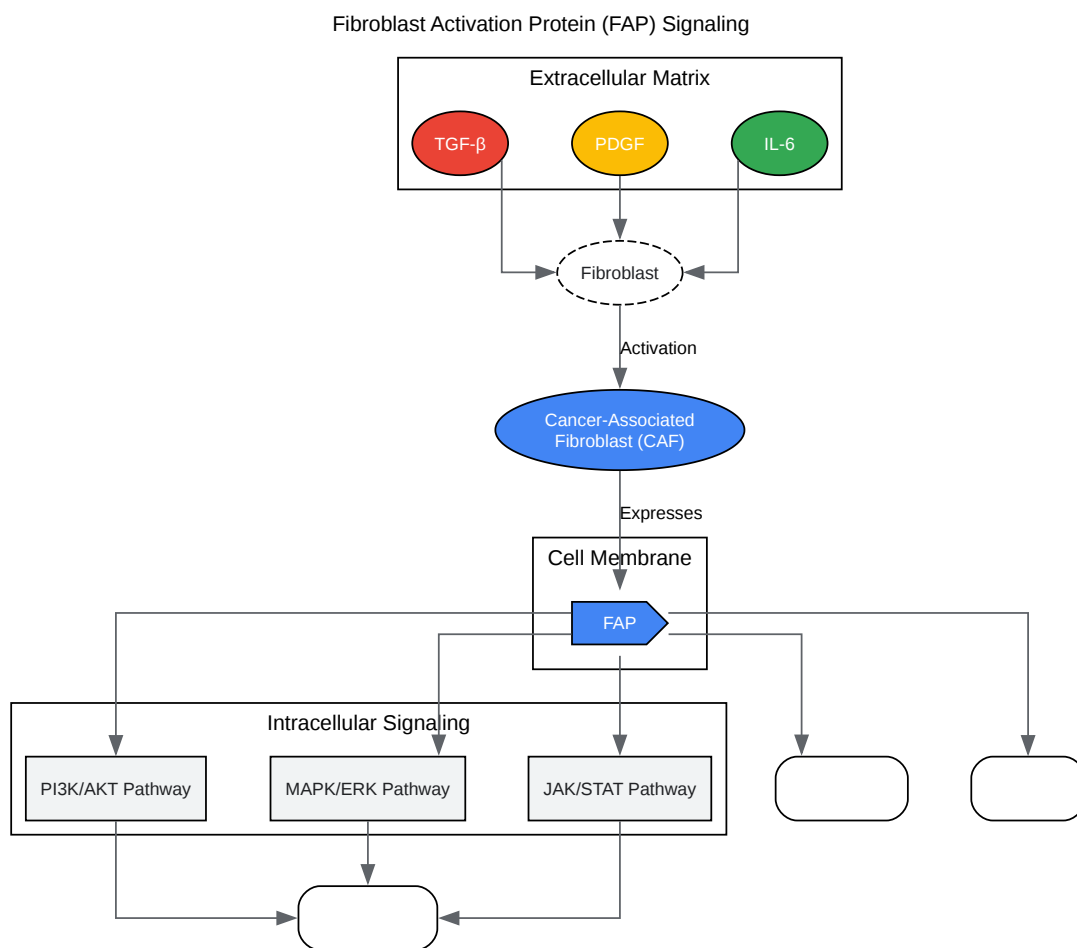 Fibroblast Activation Protein (FAP) Signaling
Extracellular Matrix
TGF-β
PDGF
IL-6
Fibroblast
Activation
Cancer-Associated
Fibroblast (CAF)
Expresses
Cell Membrane
FAP
Intracellular Signaling
PI3K/AKT Pathway
MAPK/ERK Pathway
JAK/STAT Pathway